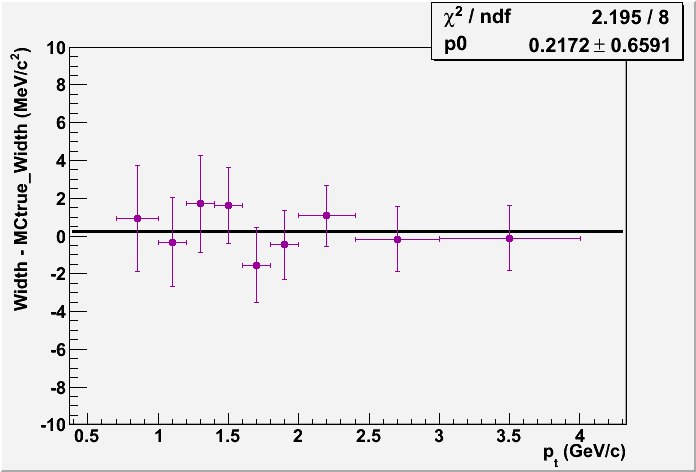 χ² / ndf 2.195 / 8
p0 0.2172 ± 0.6591
Width - MCtrue_Width (MeV/c²)
10
8
6
4
2
0
-2
-4
-6
-8
-10
0.5 1 1.5 2 2.5 3 3.5 4
pₜ (GeV/c)